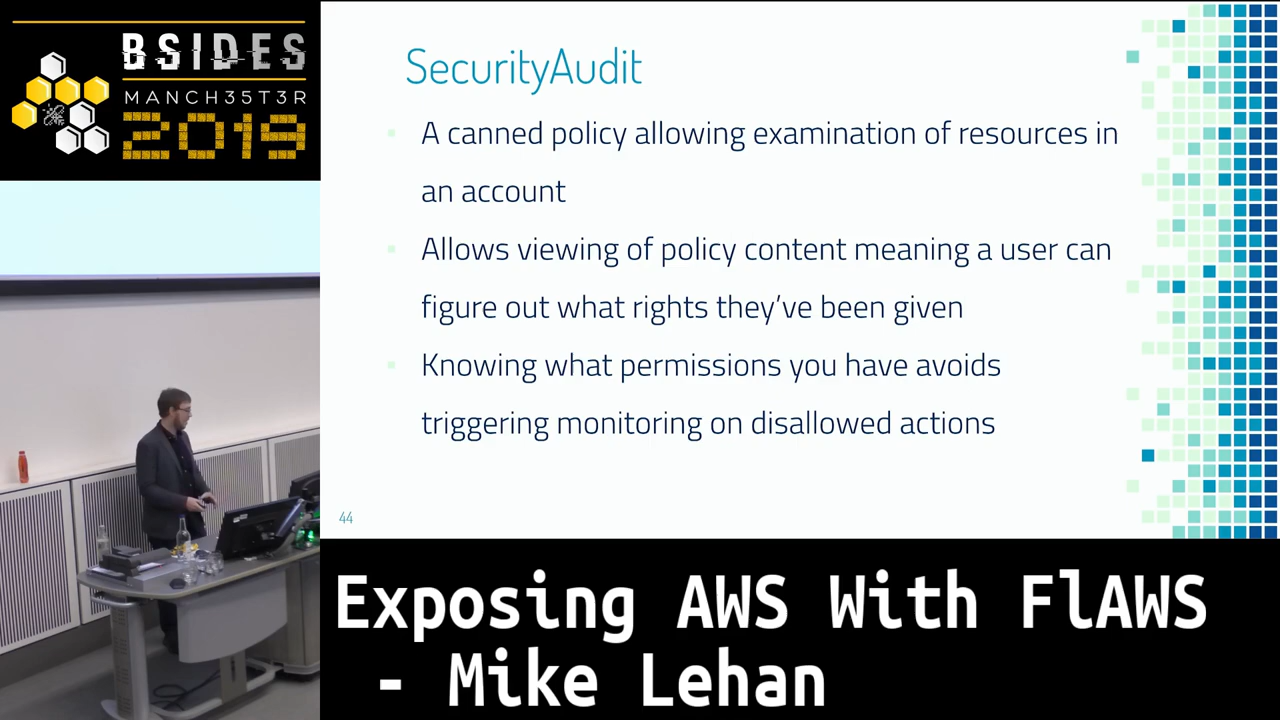 BSIDES
MANCH35T3R
2019
SecurityAudit
A canned policy allowing examination of resources in
an account
Allows viewing of policy content meaning a user can
figure out what rights they've been given
Knowing what permissions you have avoids
triggering monitoring on disallowed actions
44
Exposing AWS With FlAWS
- Mike Lehan